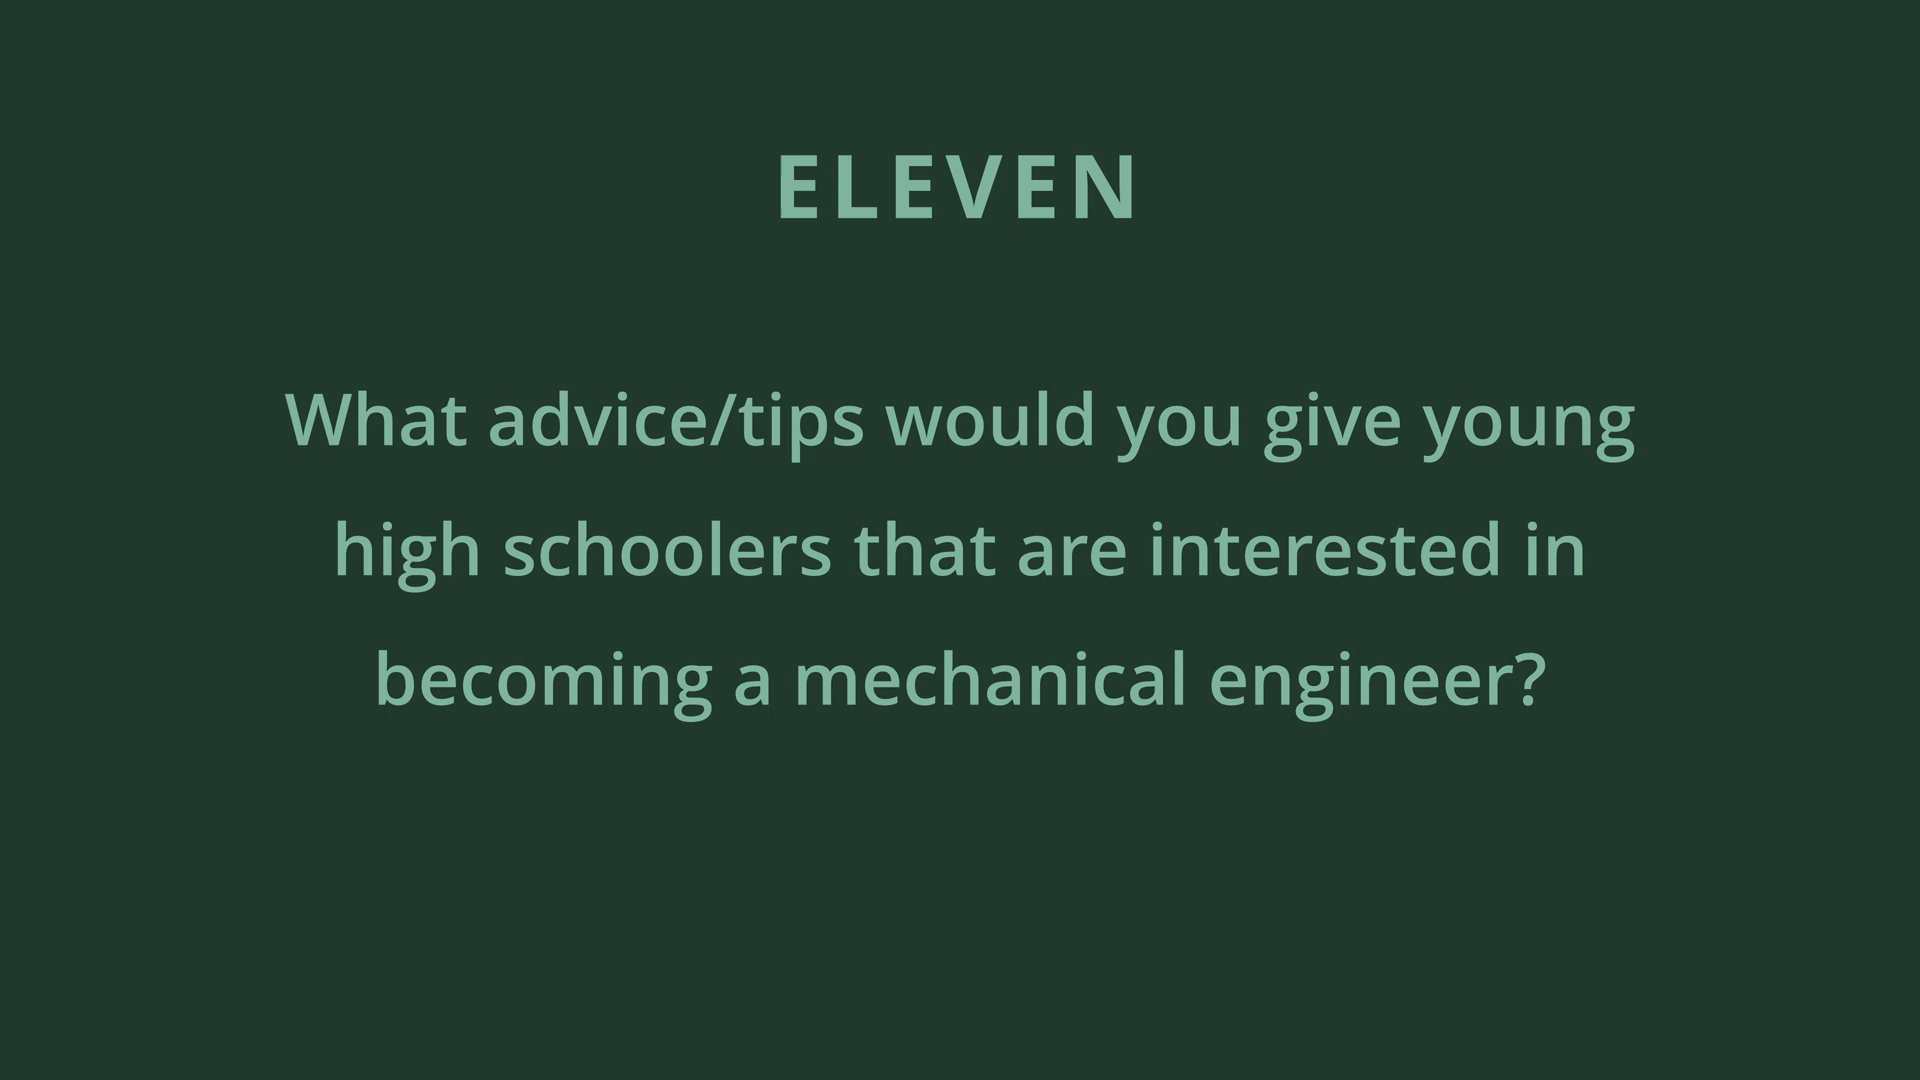 ELEVEN
What advice/tips would you give young
high schoolers that are interested in
becoming a mechanical engineer?